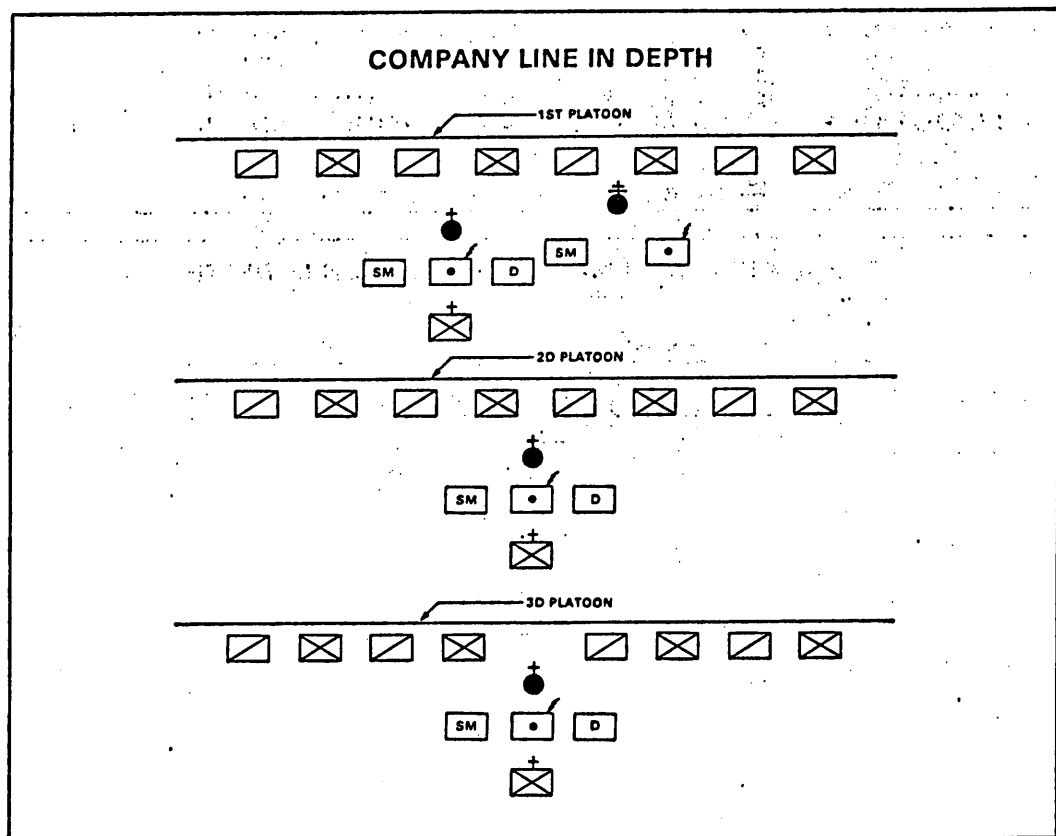 COMPANY LINE IN DEPTH
1ST PLATOON
SM
SM D
2D PLATOON
SM D
3D PLATOON
SM D